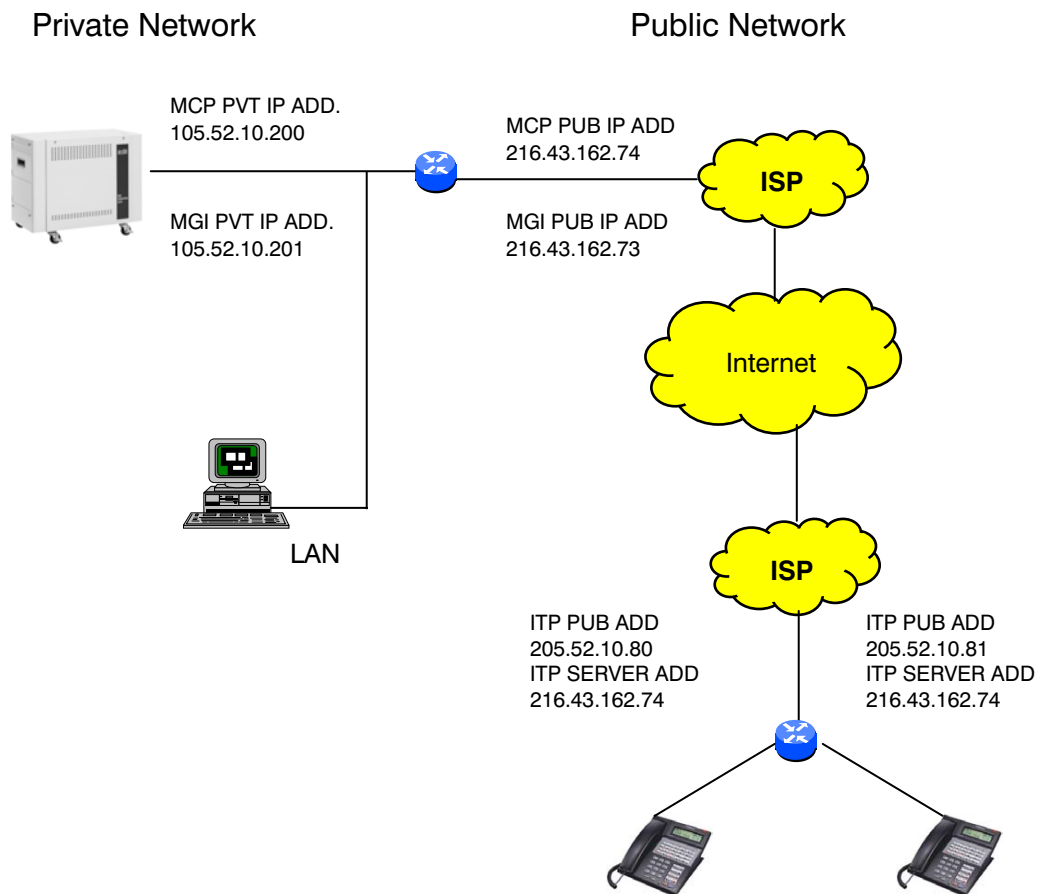 Private Network
Public Network
MCP PVT IP ADD.
105.52.10.200
MGI PVT IP ADD.
105.52.10.201
MCP PUB IP ADD
216.43.162.74
MGI PUB IP ADD
216.43.162.73
ISP
Internet
LAN
ISP
ITP PUB ADD
205.52.10.80
ITP SERVER ADD
216.43.162.74
ITP PUB ADD
205.52.10.81
ITP SERVER ADD
216.43.162.74